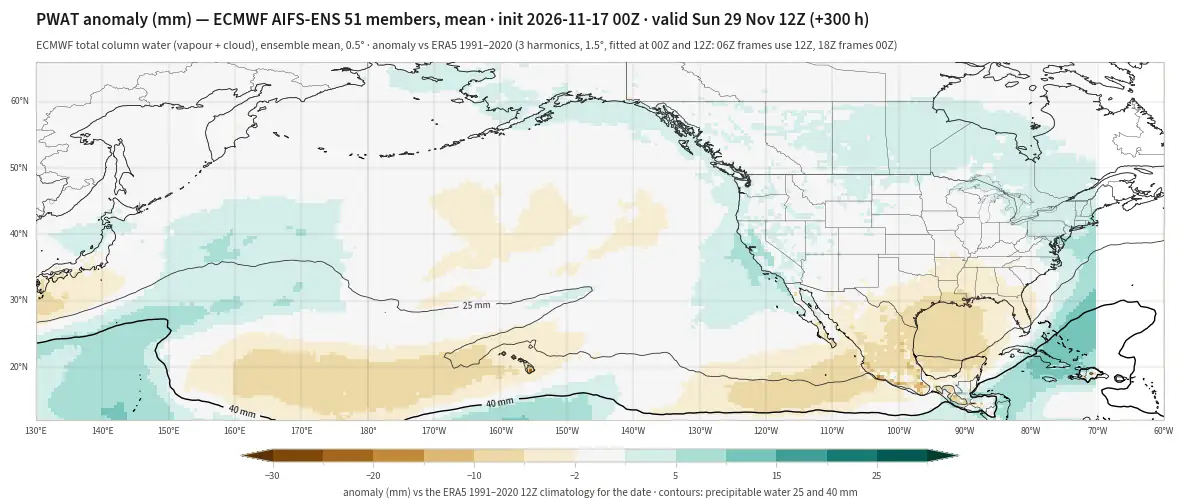 PWAT anomaly (mm) — ECMWF AIFS-ENS 51 members, mean · init 2026-11-17 00Z · valid Sun 29 Nov 12Z (+300 h)
ECMWF total column water (vapour + cloud), ensemble mean, 0.5° · anomaly vs ERA5 1991–2020 (3 harmonics, 1.5°, fitted at 00Z and 12Z: 06Z frames use 12Z, 18Z frames 00Z)
60°N
50°N
40°N
30°N
20°N
25 mm
40 mm
40 mm
130°E 140°E 150°E 160°E 170°E 180° 170°W 160°W 150°W 140°W 130°W 120°W 110°W 100°W 90°W 80°W 70°W 60°W
−30 −20 −10 −2 5 15 25
anomaly (mm) vs the ERA5 1991–2020 12Z climatology for the date · contours: precipitable water 25 and 40 mm